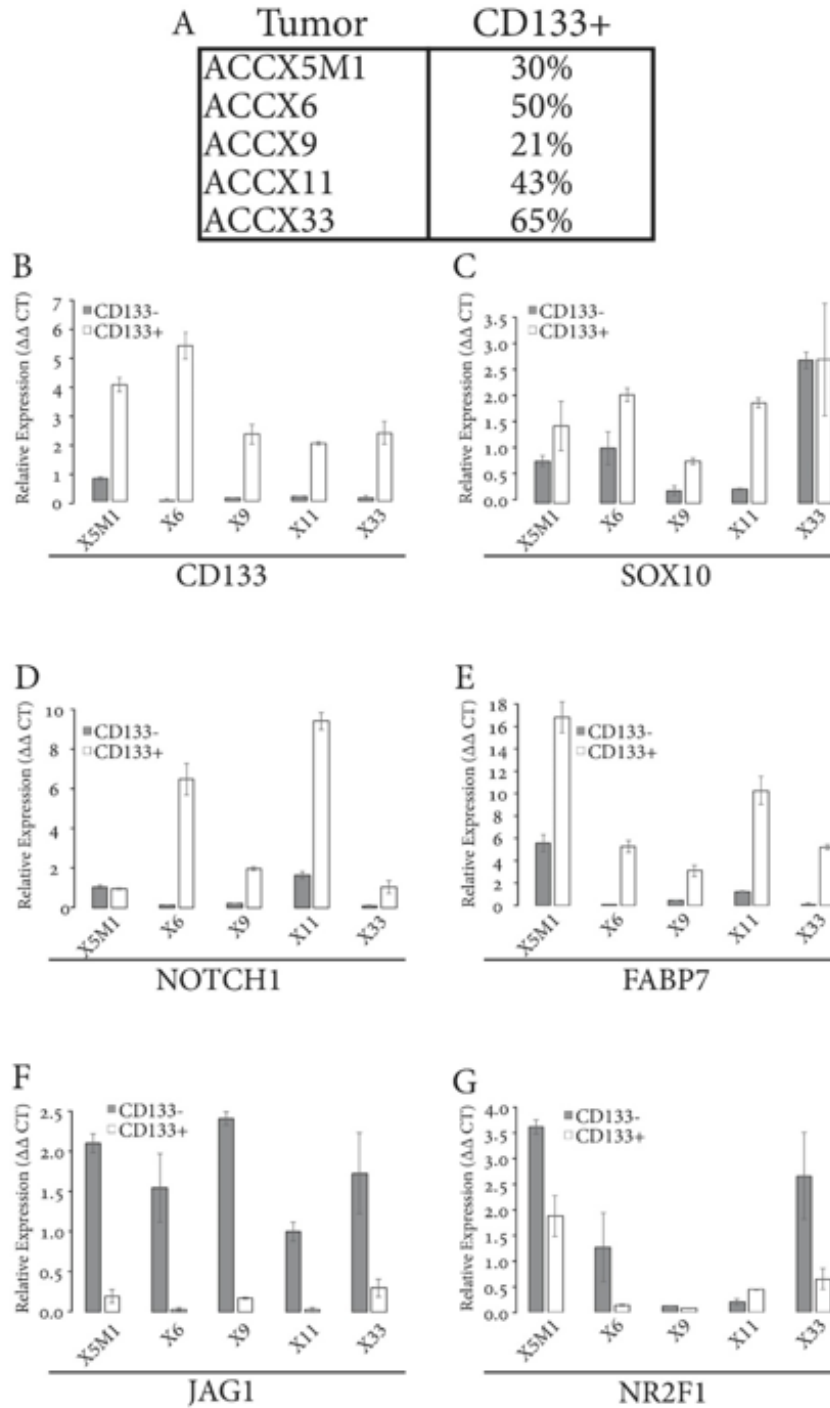 A Tumor CD133+
ACCX5M1 30%
ACCX6 50%
ACCX9 21%
ACCX11 43%
ACCX33 65%
B
Relative Expression (ΔΔ CT)
7
6
5
4
3
2
1
0
CD133-
CD133+
X5M1 X6 X9 X11 X33
CD133
C
Relative Expression (ΔΔ CT)
3.5
2.5
2.0
1.5
1.0
0.5
0.0
CD133-
CD133+
X5M1 X6 X9 X11 X33
SOX10
D
Relative Expression (ΔΔ CT)
10
8
6
4
2
0
CD133-
CD133+
X5M1 X6 X9 X11 X33
NOTCH1
E
Relative Expression (ΔΔ CT)
18
16
14
10
6
4
2
0
CD133-
CD133+
X5M1 X6 X9 X11 X33
FABP7
F
Relative Expression (ΔΔ CT)
2.5
2.0
1.5
1.0
0.5
0.0
CD133-
CD133+
X5M1 X6 X9 X11 X33
JAG1
G
Relative Expression (ΔΔ CT)
4.0
3.5
2.5
2.0
1.5
1.0
0.5
0.0
CD133-
CD133+
X5M1 X6 X9 X11 X33
NR2F1